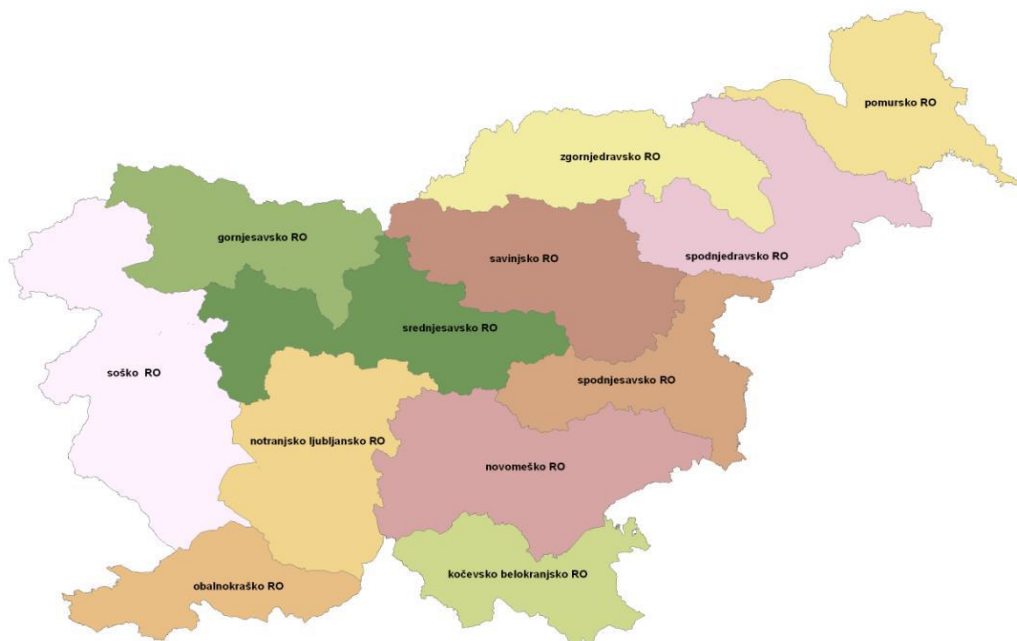 pomursko RO
zgornjedravsko RO
gornjesavsko RO
savinjsko RO
spodnjedravsko RO
srednjesavsko RO
soško RO
spodnjesavsko RO
notranjsko ljubljansko RO
novomeško RO
kočevsko belokranjsko RO
obalnokraško RO